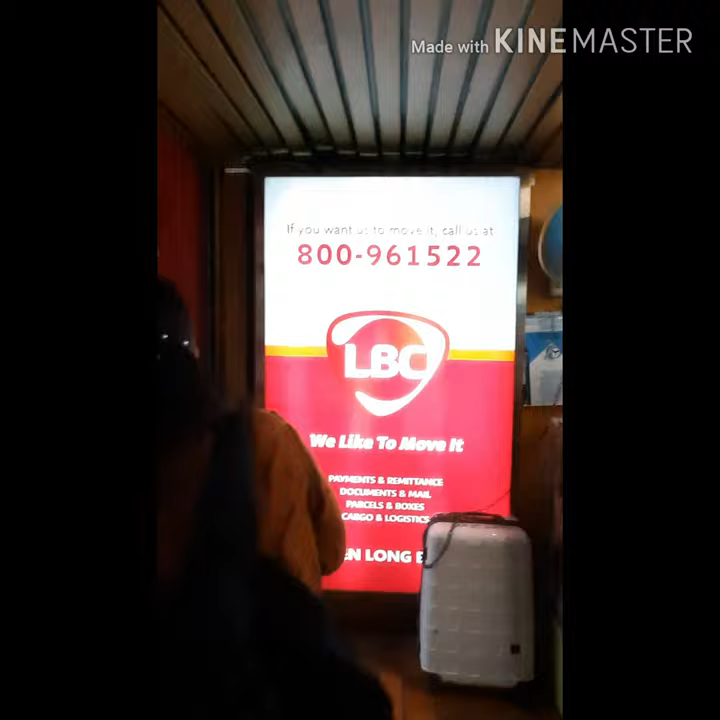 Made with KINEMASTER
If you want us to move it, call us at
800-961522
LBC
We Like To Move It
PAYMENTS & REMITTANCE
DOCUMENTS & MAIL
PARCELS & BOXES
CARGO & LOGISTICS
LONG